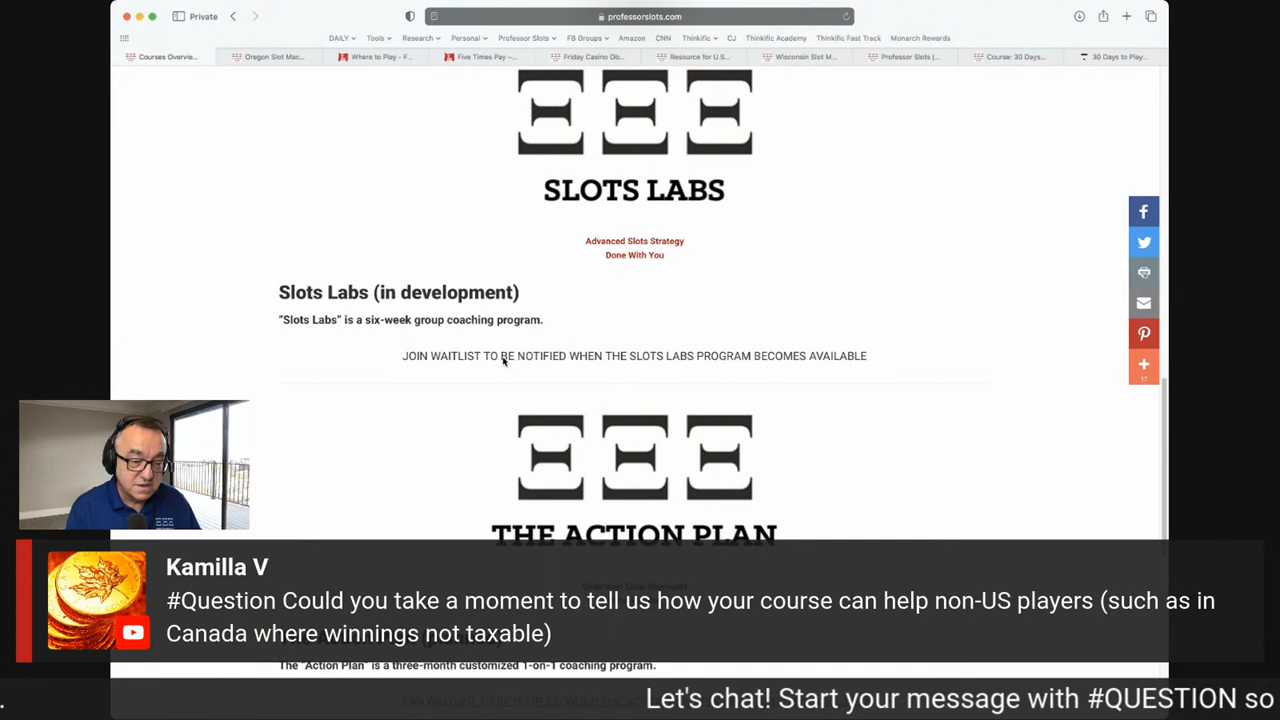 Private
professorslots.com
DAILY Tools Research Personal Professor Slots FB Groups Amazon CNN Thinkific CJ Thinkific Academy Thinkific Fast Track Monarch Rewards
Courses Overvie... Oregon Slot Mac... Where to Play - F... Five Times Pay -... Friday Casino Ob... Resource for U.S... Wisconsin Slot M... Professor Slots |... Course: 30 Days... 30 Days to Play...
SLOTS LABS
Advanced Slots Strategy
Done With You
Slots Labs (in development)
"Slots Labs" is a six-week group coaching program.
JOIN WAITLIST TO BE NOTIFIED WHEN THE SLOTS LABS PROGRAM BECOMES AVAILABLE
17
THE ACTION PLAN
Kamilla V
#Question Could you take a moment to tell us how your course can help non-US players (such as in
Canada where winnings not taxable)
The "Action Plan" is a three-month customized 1-on-1 coaching program.
. Let's chat! Start your message with #QUESTION so